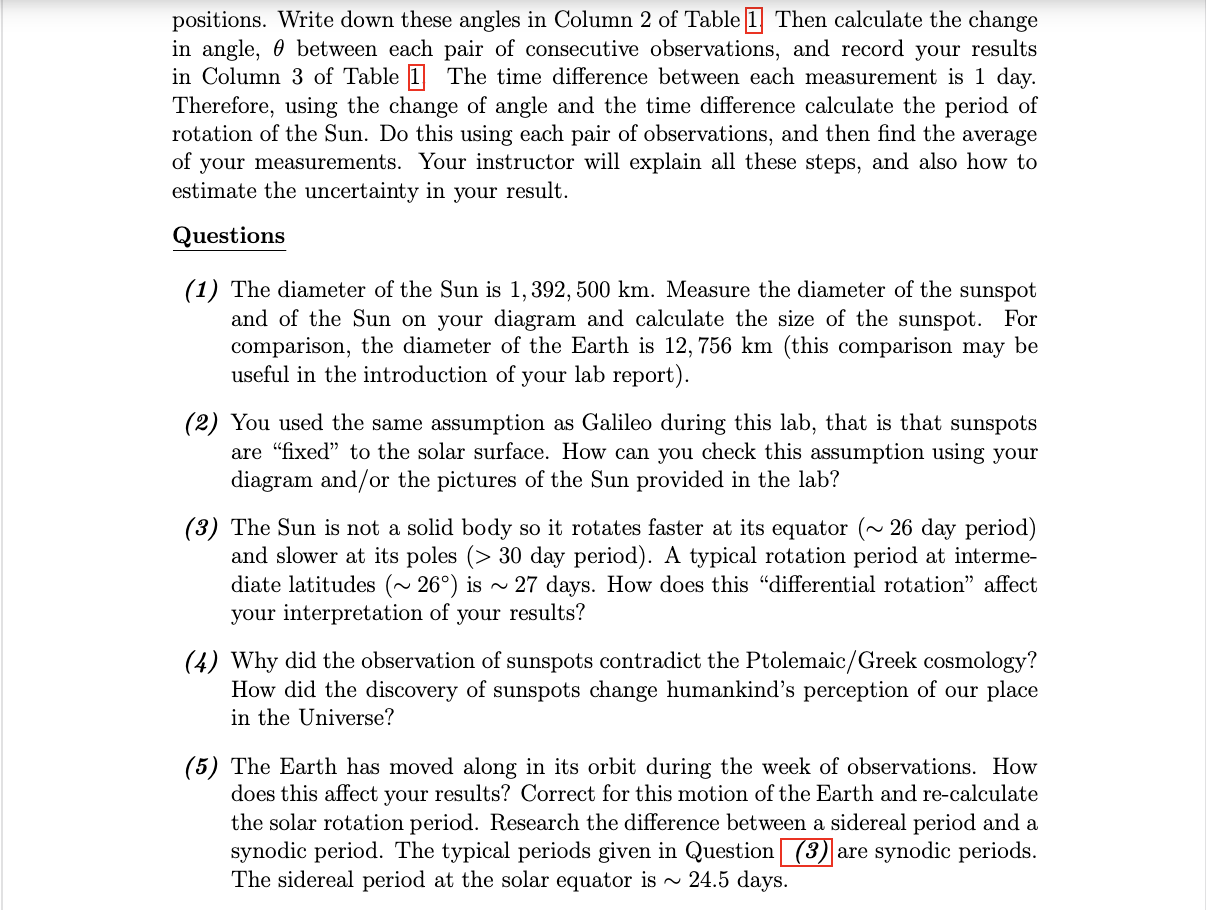 positions. Write down these angles in Column 2 of Table 1. Then calculate the change
in angle, θ between each pair of consecutive observations, and record your results
in Column 3 of Table 1. The time difference between each measurement is 1 day.
Therefore, using the change of angle and the time difference calculate the period of
rotation of the Sun. Do this using each pair of observations, and then find the average
of your measurements. Your instructor will explain all these steps, and also how to
estimate the uncertainty in your result.
Questions
(1) The diameter of the Sun is 1, 392, 500 km. Measure the diameter of the sunspot
and of the Sun on your diagram and calculate the size of the sunspot. For
comparison, the diameter of the Earth is 12, 756 km (this comparison may be
useful in the introduction of your lab report).
(2) You used the same assumption as Galileo during this lab, that is that sunspots
are “fixed” to the solar surface. How can you check this assumption using your
diagram and/or the pictures of the Sun provided in the lab?
(3) The Sun is not a solid body so it rotates faster at its equator (∼ 26 day period)
and slower at its poles (> 30 day period). A typical rotation period at interme-
diate latitudes (∼ 26°) is ∼ 27 days. How does this “differential rotation” affect
your interpretation of your results?
(4) Why did the observation of sunspots contradict the Ptolemaic/Greek cosmology?
How did the discovery of sunspots change humankind’s perception of our place
in the Universe?
(5) The Earth has moved along in its orbit during the week of observations. How
does this affect your results? Correct for this motion of the Earth and re-calculate
the solar rotation period. Research the difference between a sidereal period and a
synodic period. The typical periods given in Question (3) are synodic periods.
The sidereal period at the solar equator is ∼ 24.5 days.